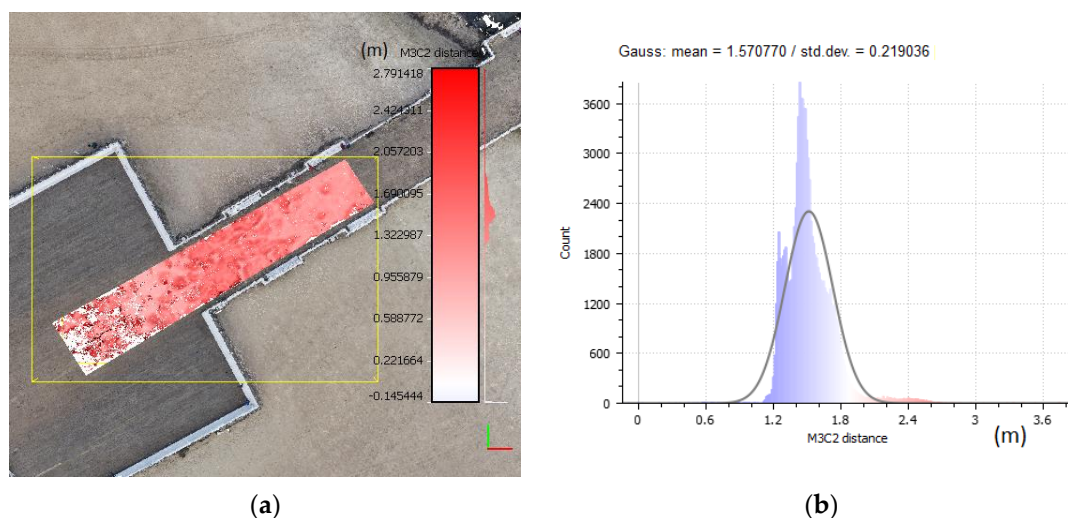 (m)
M3C2 distance
2.791418
2.424311
2.057203
1.690095
1.322987
0.955879
0.588772
0.221664
-0.145444
(a)
Gauss: mean = 1.570770 / std.dev. = 0.219036
3600
3000
2400
1800
1200
600
0
Count
0 0.6 1.2 1.8 2.4 3 3.6
M3C2 distance (m)
(b)